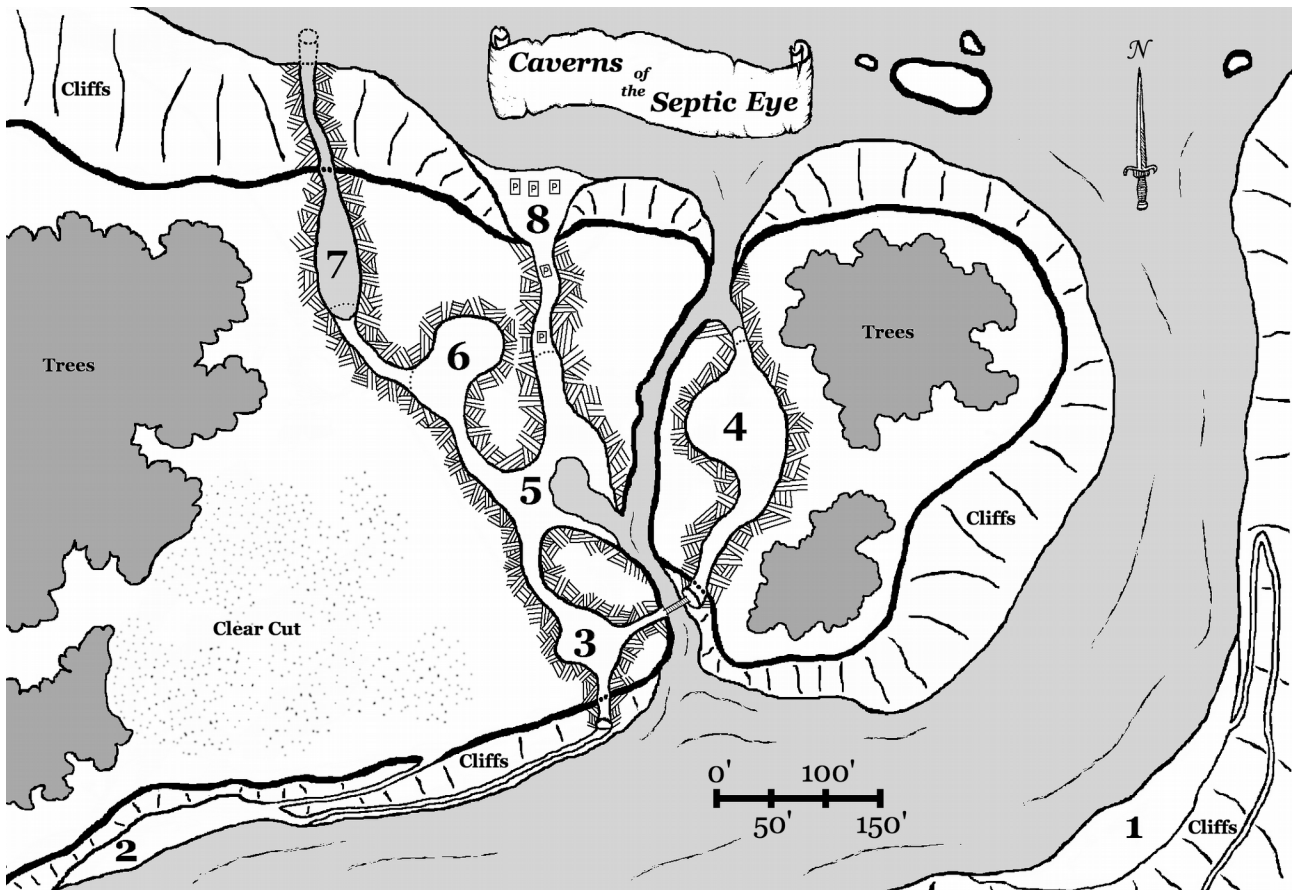 Caverns
of
the
Septic Eye
N
Cliffs
P P P
8
P
7
Trees
P
6
Trees
4
5
Cliffs
Clear Cut
3
Cliffs
0' 100'
50' 150'
2
1
Cliffs